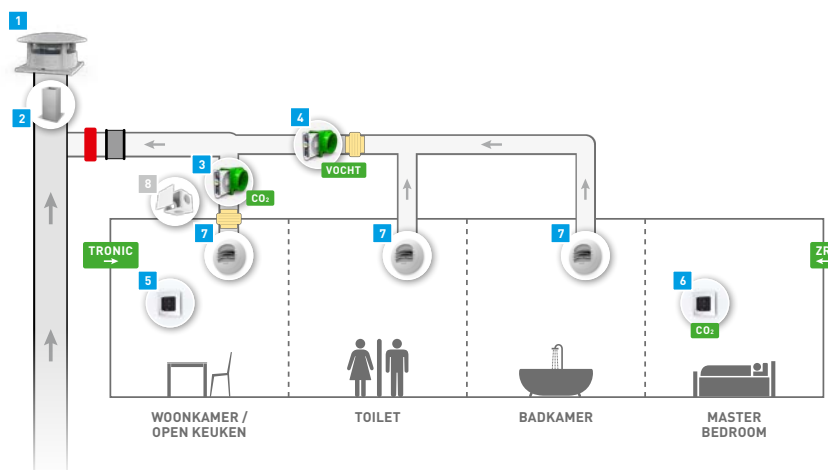 1
2
4
VOCHT
3
CO₂
8
7
7
7
TRONIC
ZR
5
6
CO₂
WOONKAMER /
OPEN KEUKEN
TOILET
BADKAMER
MASTER
BEDROOM